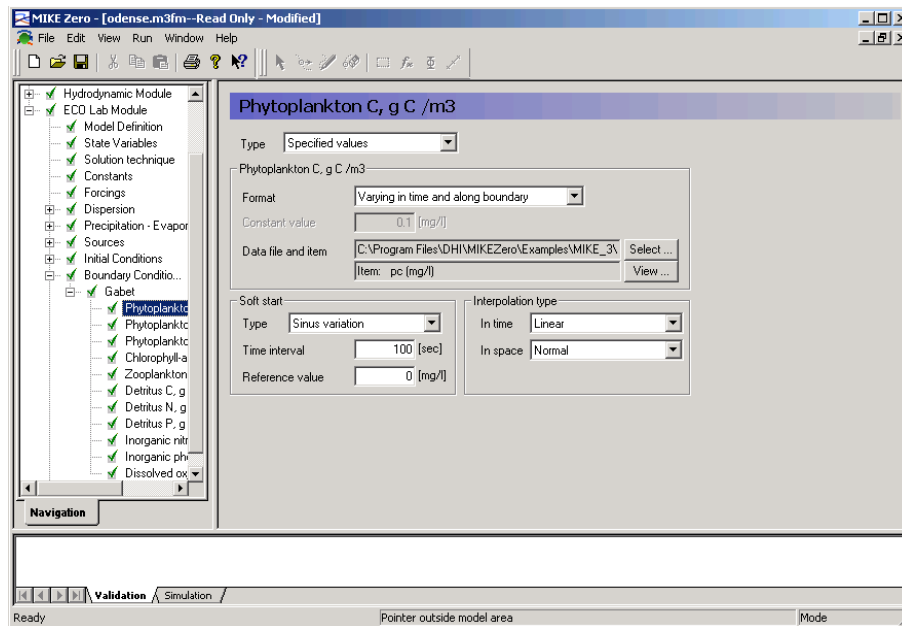 MIKE Zero - [odense.m3fm--Read Only - Modified]
File Edit View Run Window Help
Hydrodynamic Module
ECO Lab Module
Model Definition
State Variables
Solution technique
Constants
Forcings
Dispersion
Precipitation - Evapor
Sources
Initial Conditions
Boundary Conditio...
Gabet
Phytoplankto
Phytoplankto
Phytoplankto
Chlorophyll-a
Zooplankton
Detritus C, g
Detritus N, g
Detritus P, g
Inorganic nitr
Inorganic pho
Dissolved ox
Navigation
Phytoplankton C, g C /m3
Type Specified values
Phytoplankton C, g C /m3
Format Varying in time and along boundary
Constant value 0.1 [mg/l]
Data file and item C:\Program Files\DHI\MIKEZero\Examples\MIKE_3\ Select ...
Item: pc (mg/l) View ...
Soft start
Type Sinus variation
Time interval 100 [sec]
Reference value 0 [mg/l]
Interpolation type
In time Linear
In space Normal
Validation Simulation
Ready Pointer outside model area Mode